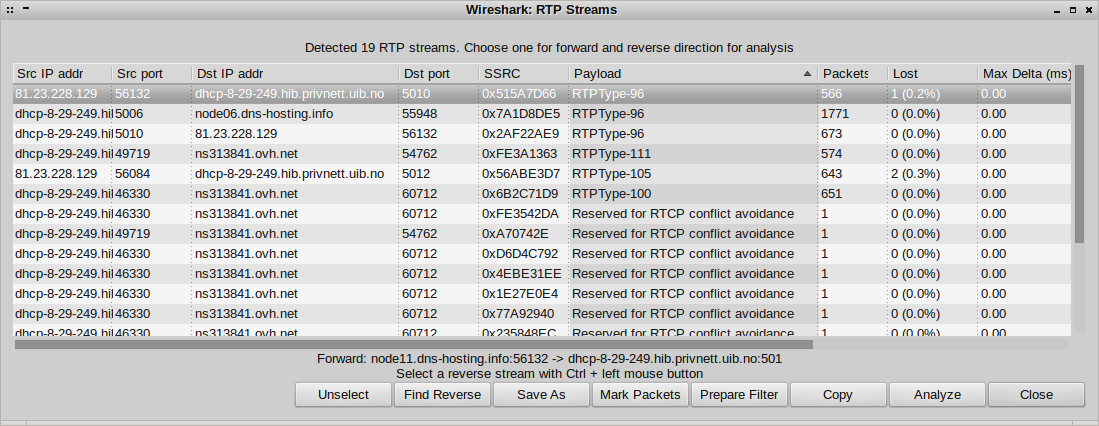 Wireshark: RTP Streams
Detected 19 RTP streams. Choose one for forward and reverse direction for analysis
Src IP addr Src port Dst IP addr Dst port SSRC Payload Packets Lost Max Delta (ms)
81.23.228.129 56132 dhcp-8-29-249.hib.privnett.uib.no 5010 0x515A7D66 RTPType-96 566 1 (0.2%) 0.00
dhcp-8-29-249.hil 5006 node06.dns-hosting.info 55948 0x7A1D8DE5 RTPType-96 1771 0 (0.0%) 0.00
dhcp-8-29-249.hil 5010 81.23.228.129 56132 0x2AF22AE9 RTPType-96 673 0 (0.0%) 0.00
dhcp-8-29-249.hil 49719 ns313841.ovh.net 54762 0xFE3A1363 RTPType-111 574 0 (0.0%) 0.00
81.23.228.129 56084 dhcp-8-29-249.hib.privnett.uib.no 5012 0x56ABE3D7 RTPType-105 643 2 (0.3%) 0.00
dhcp-8-29-249.hil 46330 ns313841.ovh.net 60712 0x6B2C71D9 RTPType-100 651 0 (0.0%) 0.00
dhcp-8-29-249.hil 46330 ns313841.ovh.net 60712 0xFE3542DA Reserved for RTCP conflict avoidance 1 0 (0.0%) 0.00
dhcp-8-29-249.hil 49719 ns313841.ovh.net 54762 0xA70742E Reserved for RTCP conflict avoidance 1 0 (0.0%) 0.00
dhcp-8-29-249.hil 46330 ns313841.ovh.net 60712 0xD6D4C792 Reserved for RTCP conflict avoidance 1 0 (0.0%) 0.00
dhcp-8-29-249.hil 46330 ns313841.ovh.net 60712 0x4EBE31EE Reserved for RTCP conflict avoidance 1 0 (0.0%) 0.00
dhcp-8-29-249.hil 46330 ns313841.ovh.net 60712 0x1E27E0E4 Reserved for RTCP conflict avoidance 1 0 (0.0%) 0.00
dhcp-8-29-249.hil 46330 ns313841.ovh.net 60712 0x77A92940 Reserved for RTCP conflict avoidance 1 0 (0.0%) 0.00
dhcp-8-29-249.hil 46330 ns313841.ovh.net 60712 0x235848EC Reserved for RTCP conflict avoidance 1 0 (0.0%) 0.00
Forward: node11.dns-hosting.info:56132 -> dhcp-8-29-249.hib.privnett.uib.no:501
Select a reverse stream with Ctrl + left mouse button
Unselect Find Reverse Save As Mark Packets Prepare Filter Copy Analyze Close